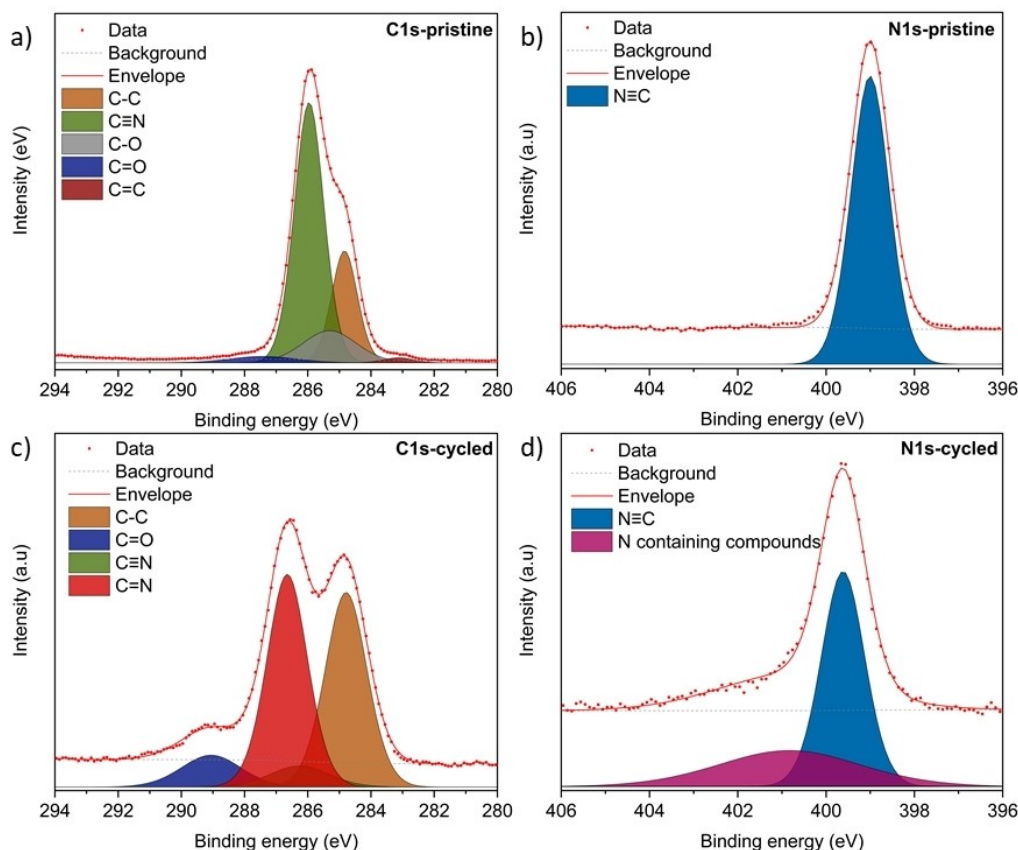 a)
C1s-pristine
Data
Background
Envelope
C-C
C≡N
C-O
C=O
C=C
Intensity (eV)
294 292 290 288 286 284 282 280
Binding energy (eV)
b)
N1s-pristine
Data
Background
Envelope
N≡C
Intensity (a.u)
406 404 402 400 398 396
Binding energy (eV)
c)
C1s-cycled
Data
Background
Envelope
C-C
C=O
C≡N
C=N
Intensity (a.u)
294 292 290 288 286 284 282 280
Binding energy (eV)
d)
N1s-cycled
Data
Background
Envelope
N≡C
N containing compounds
Intensity (a.u)
406 404 402 400 398 396
Binding energy (eV)